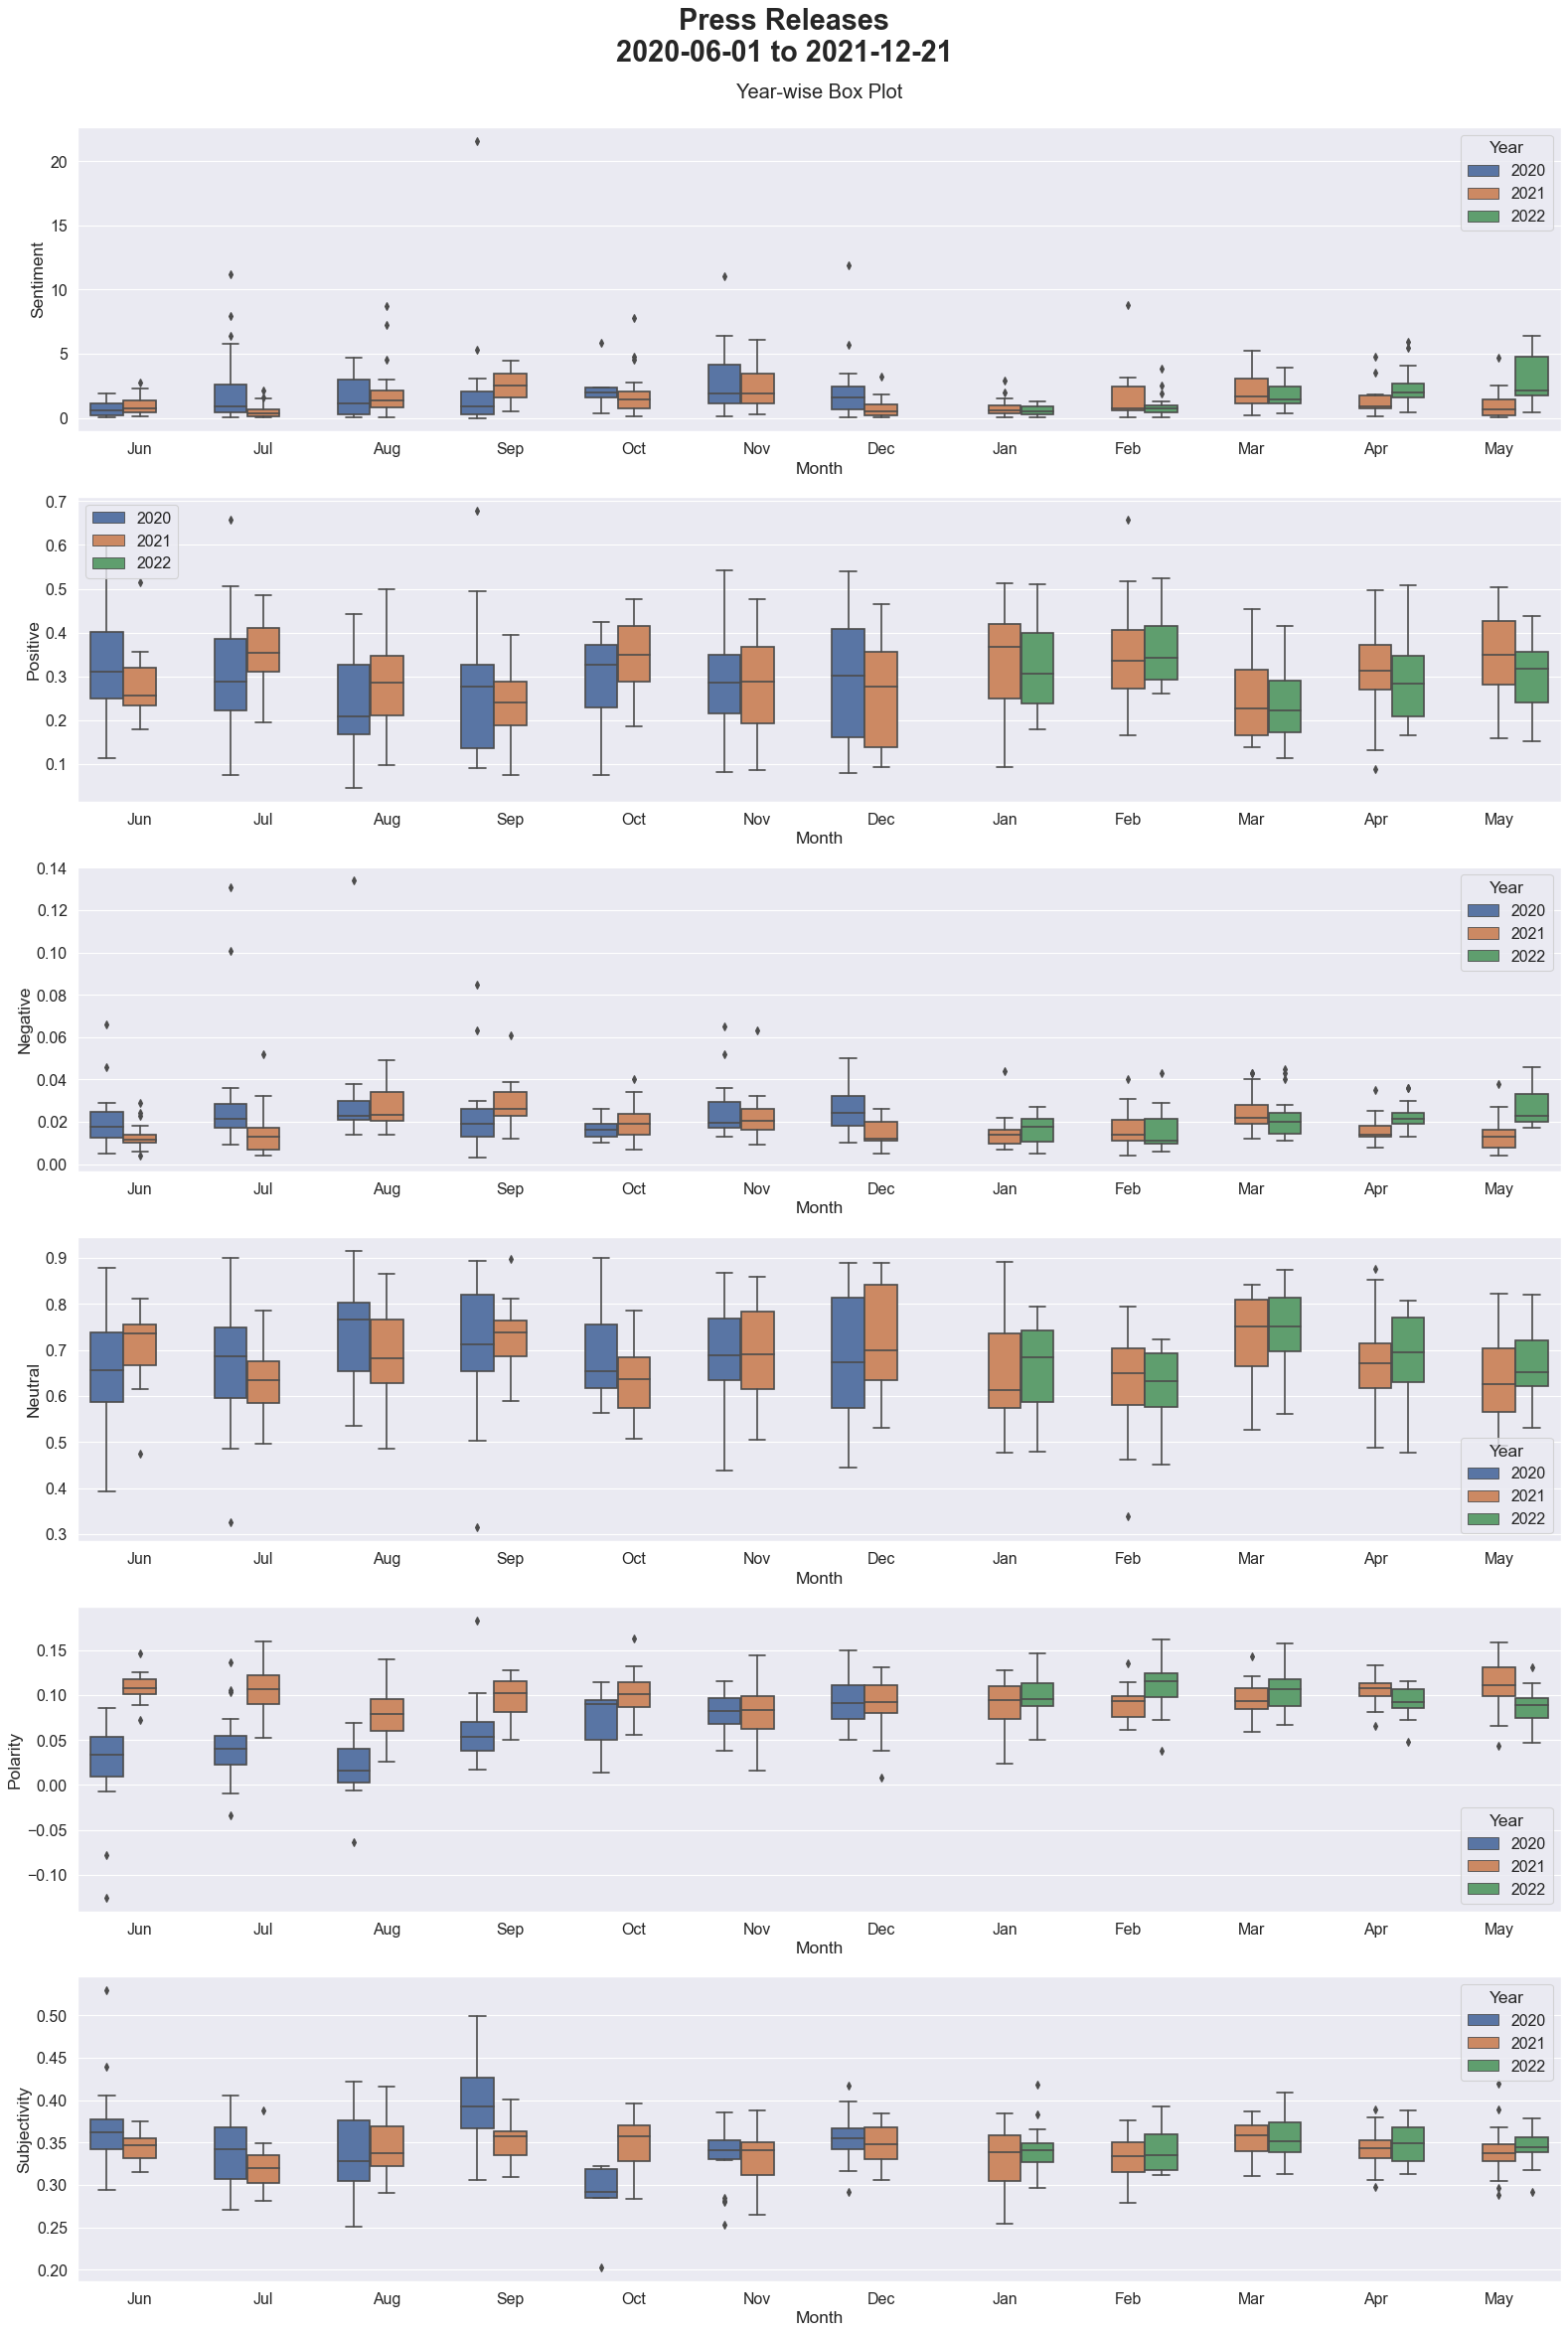 Press Releases
2020-06-01 to 2021-12-21
Year-wise Box Plot
Sentiment
20
15
10
5
0
Year
2020
2021
2022
Jun Jul Aug Sep Oct Nov Dec Jan Feb Mar Apr May
Month
Positive
0.7
0.6
0.5
0.4
0.3
0.2
0.1
2020
2021
2022
Jun Jul Aug Sep Oct Nov Dec Jan Feb Mar Apr May
Month
Negative
0.14
0.12
0.10
0.08
0.06
0.04
0.02
0.00
Year
2020
2021
2022
Jun Jul Aug Sep Oct Nov Dec Jan Feb Mar Apr May
Month
Neutral
0.9
0.8
0.7
0.6
0.5
0.4
0.3
Year
2020
2021
2022
Jun Jul Aug Sep Oct Nov Dec Jan Feb Mar Apr May
Month
Polarity
0.15
0.10
0.05
0.00
−0.05
−0.10
Year
2020
2021
2022
Jun Jul Aug Sep Oct Nov Dec Jan Feb Mar Apr May
Month
Subjectivity
0.50
0.45
0.40
0.35
0.30
0.25
0.20
Year
2020
2021
2022
Jun Jul Aug Sep Oct Nov Dec Jan Feb Mar Apr May
Month